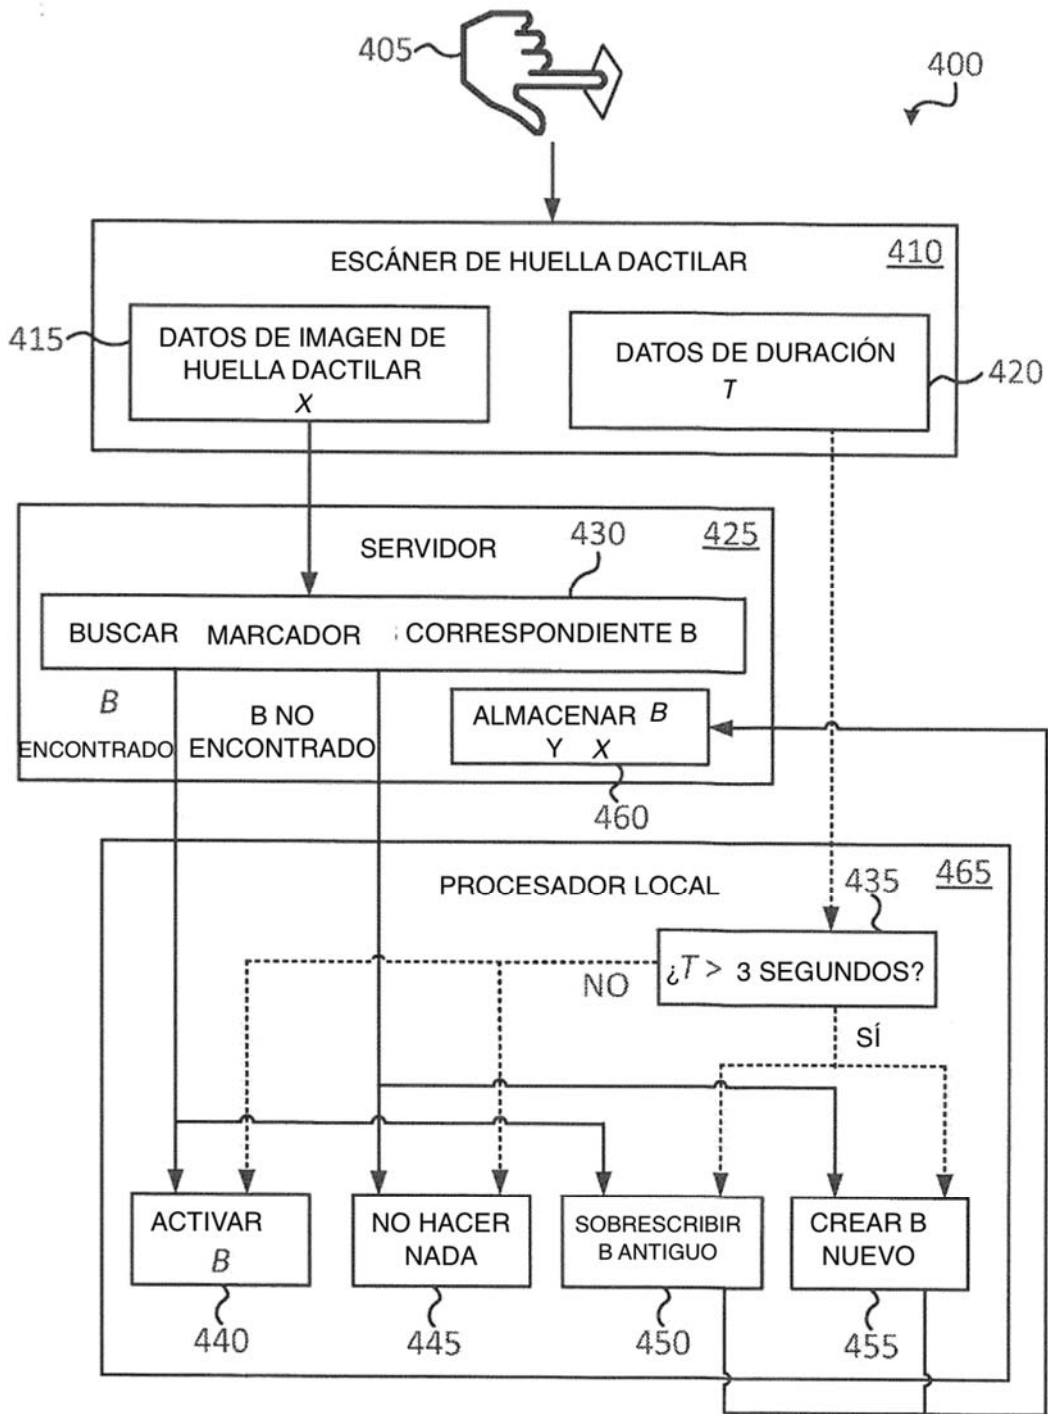 405
400
410
ESCÁNER DE HUELLA DACTILAR
415
DATOS DE IMAGEN DE
HUELLA DACTILAR
X
DATOS DE DURACIÓN
T
420
430
425
SERVIDOR
BUSCAR MARCADOR CORRESPONDIENTE B
B
ENCONTRADO
B NO
ENCONTRADO
ALMACENAR B
Y X
460
465
PROCESADOR LOCAL
435
¿T > 3 SEGUNDOS?
NO
SÍ
ACTIVAR
B
NO HACER
NADA
SOBRESCRIBIR
B ANTIGUO
CREAR B
NUEVO
440
445
450
455